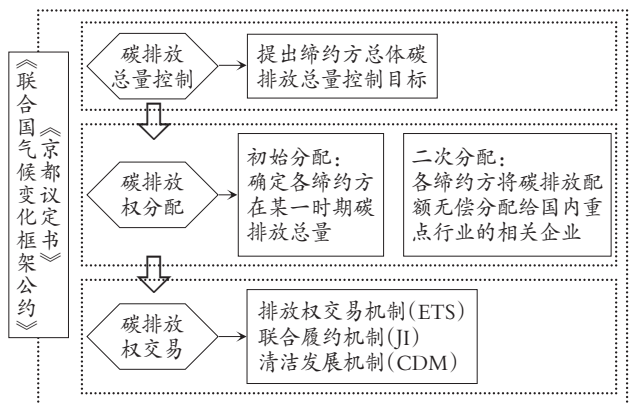 《联合国气候变化框架公约》
《京都议定书》
碳排放
总量控制
提出缔约方总体碳
排放总量控制目标
碳排放
权分配
初始分配：
确定各缔约方
在某一时期碳
排放总量
二次分配：
各缔约方将碳排放配
额无偿分配给国内重
点行业的相关企业
碳排放
权交易
排放权交易机制(ETS)
联合履约机制(JI)
清洁发展机制(CDM)